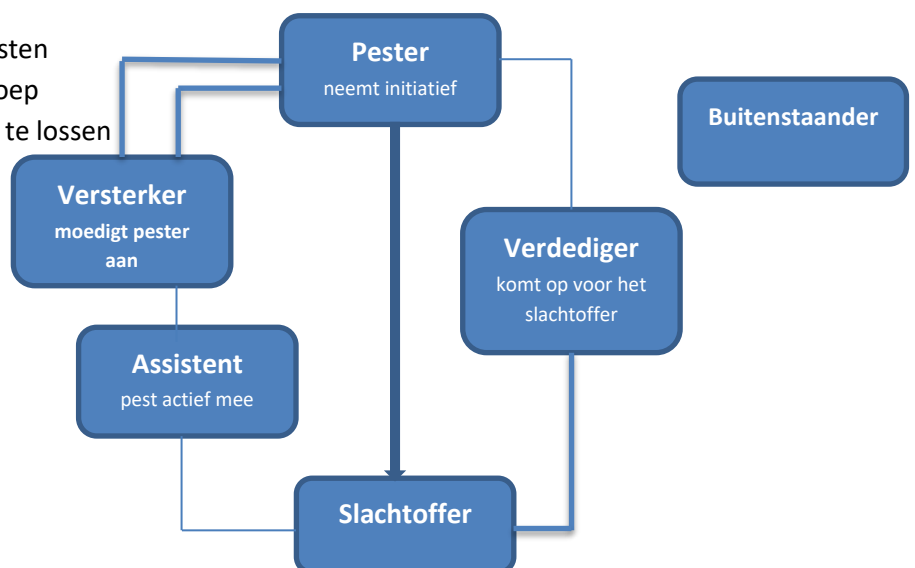 sten
oep
te lossen
Pester
neemt initiatief
Buitenstaander
Versterker
moedigt pester
aan
Verdediger
komt op voor het
slachtoffer
Assistent
pest actief mee
Slachtoffer